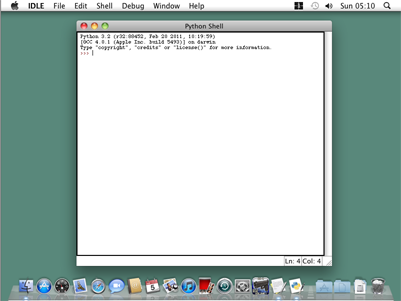 IDLE File Edit Shell Debug Window Help Sun 05:10
Python Shell
Python 3.2 (r32:88452, Feb 20 2011, 10:19:59)
[GCC 4.0.1 (Apple Inc. build 5493)] on darwin
Type "copyright", "credits" or "license()" for more information.
>>>
Ln: 4 Col: 4
5